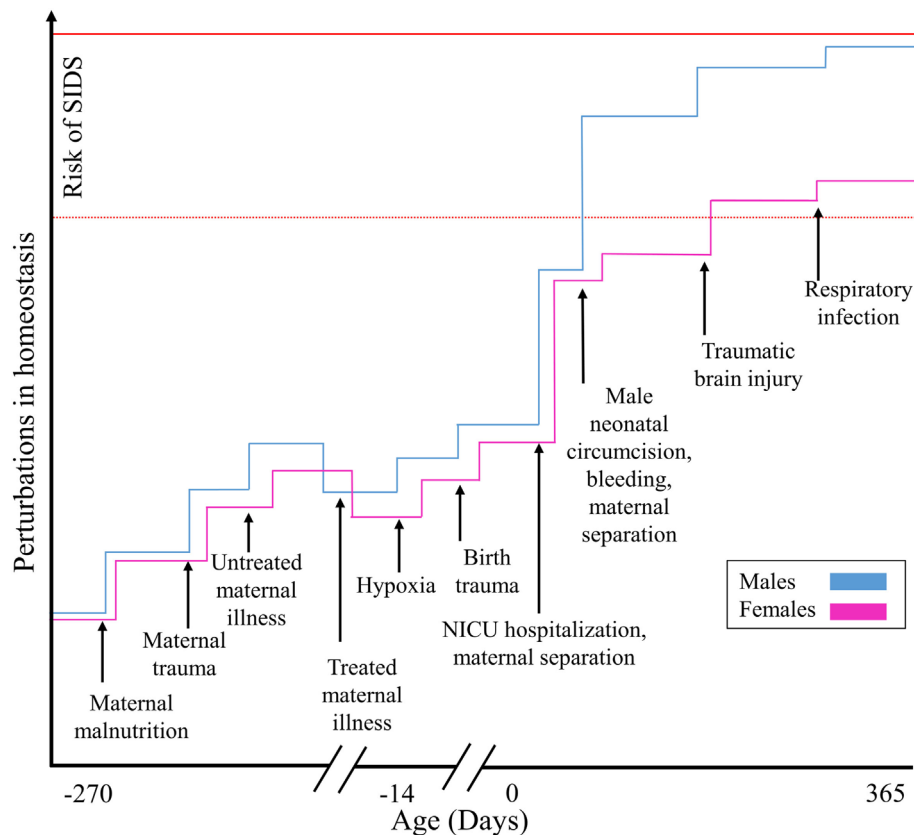 Risk of SIDS
Perturbations in homeostasis
Respiratory
infection
Traumatic
brain injury
Male
neonatal
circumcision,
bleeding,
maternal
separation
Untreated
maternal
illness
Hypoxia
Birth
trauma
Maternal
trauma
NICU hospitalization,
maternal separation
Treated
maternal
illness
Maternal
malnutrition
Males
Females
-270
-14
0
365
Age (Days)